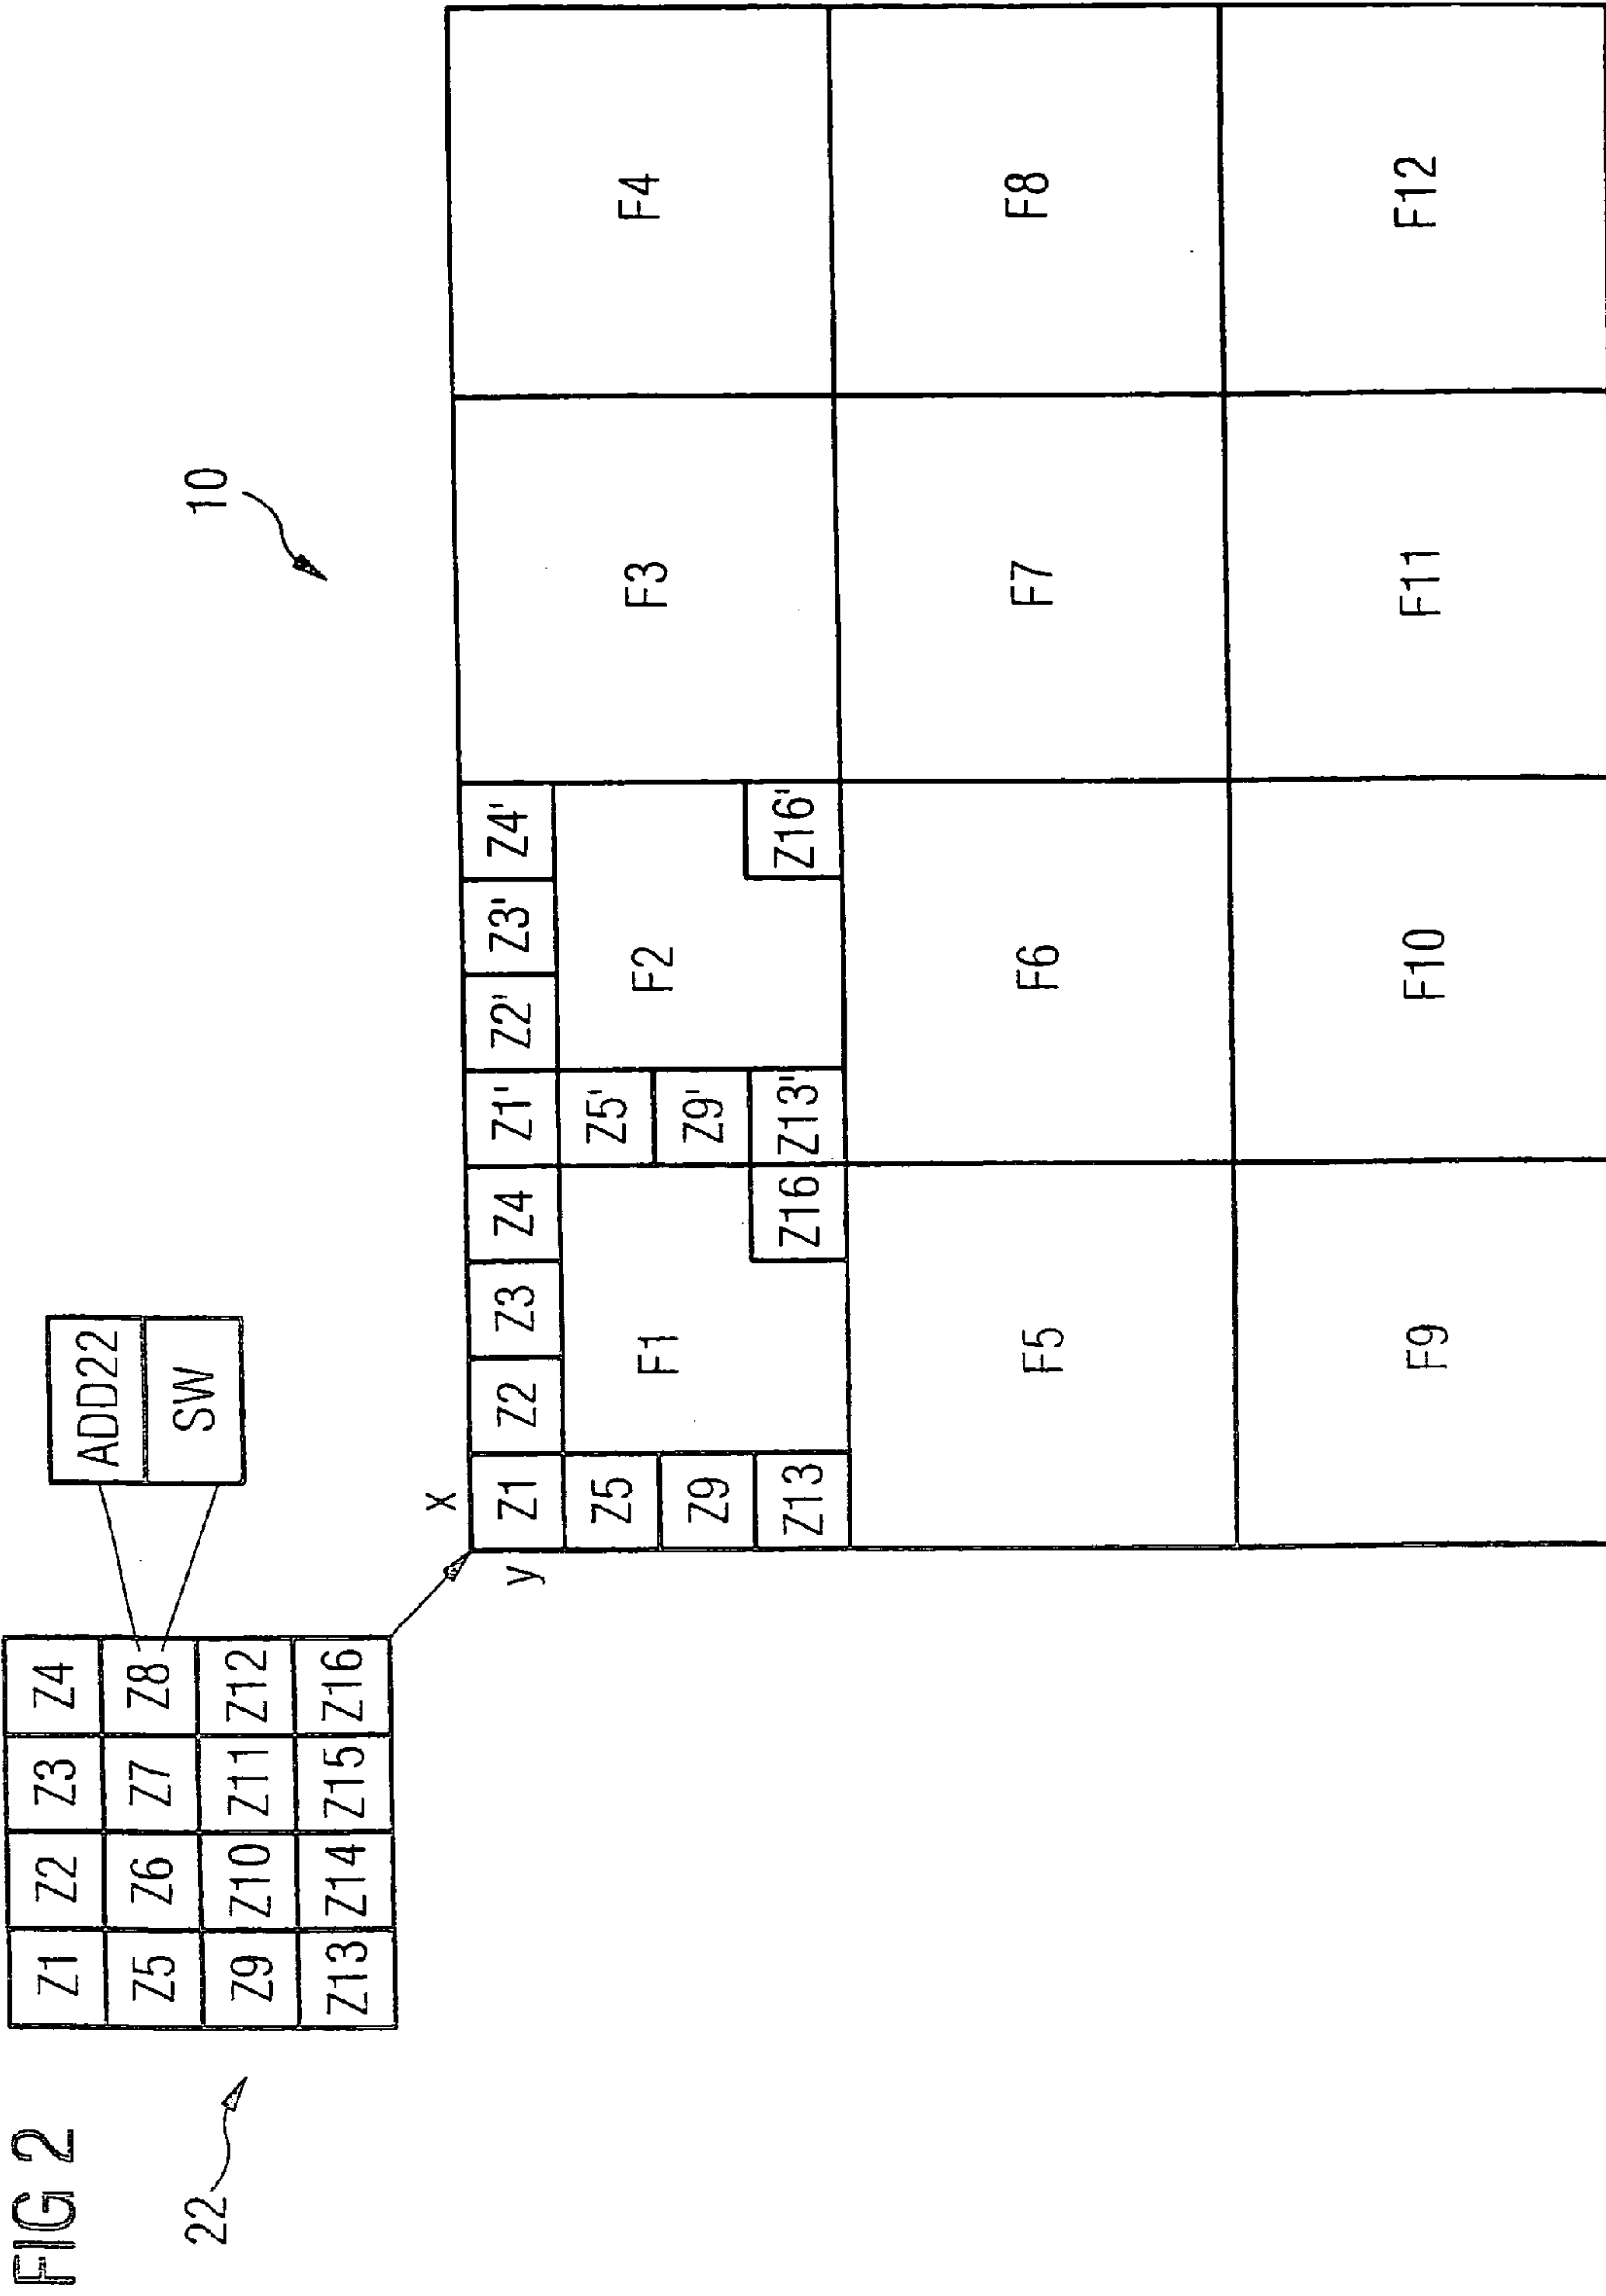 FIG 2
22
Z1 Z2 Z3 Z4
Z5 Z6 Z7 Z8
Z9 Z10 Z11 Z12
Z13 Z14 Z15 Z16
ADD22
SW
10
x
y
Z1 Z2 Z3 Z4 Z1' Z2' Z3' Z4'
Z5 Z5'
F1 F2 F3 F4
Z9 Z9'
Z13 Z16 Z13' Z16'
F5 F6 F7 F8
F9 F10 F11 F12